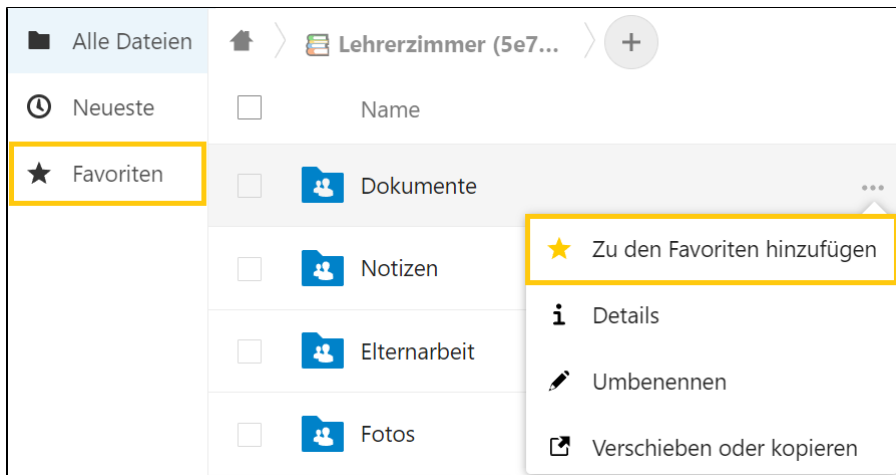 Alle Dateien
Lehrerzimmer (5e7...
Neueste
Name
Favoriten
Dokumente
Zu den Favoriten hinzufügen
Notizen
Details
Elternarbeit
Umbenennen
Fotos
Verschieben oder kopieren